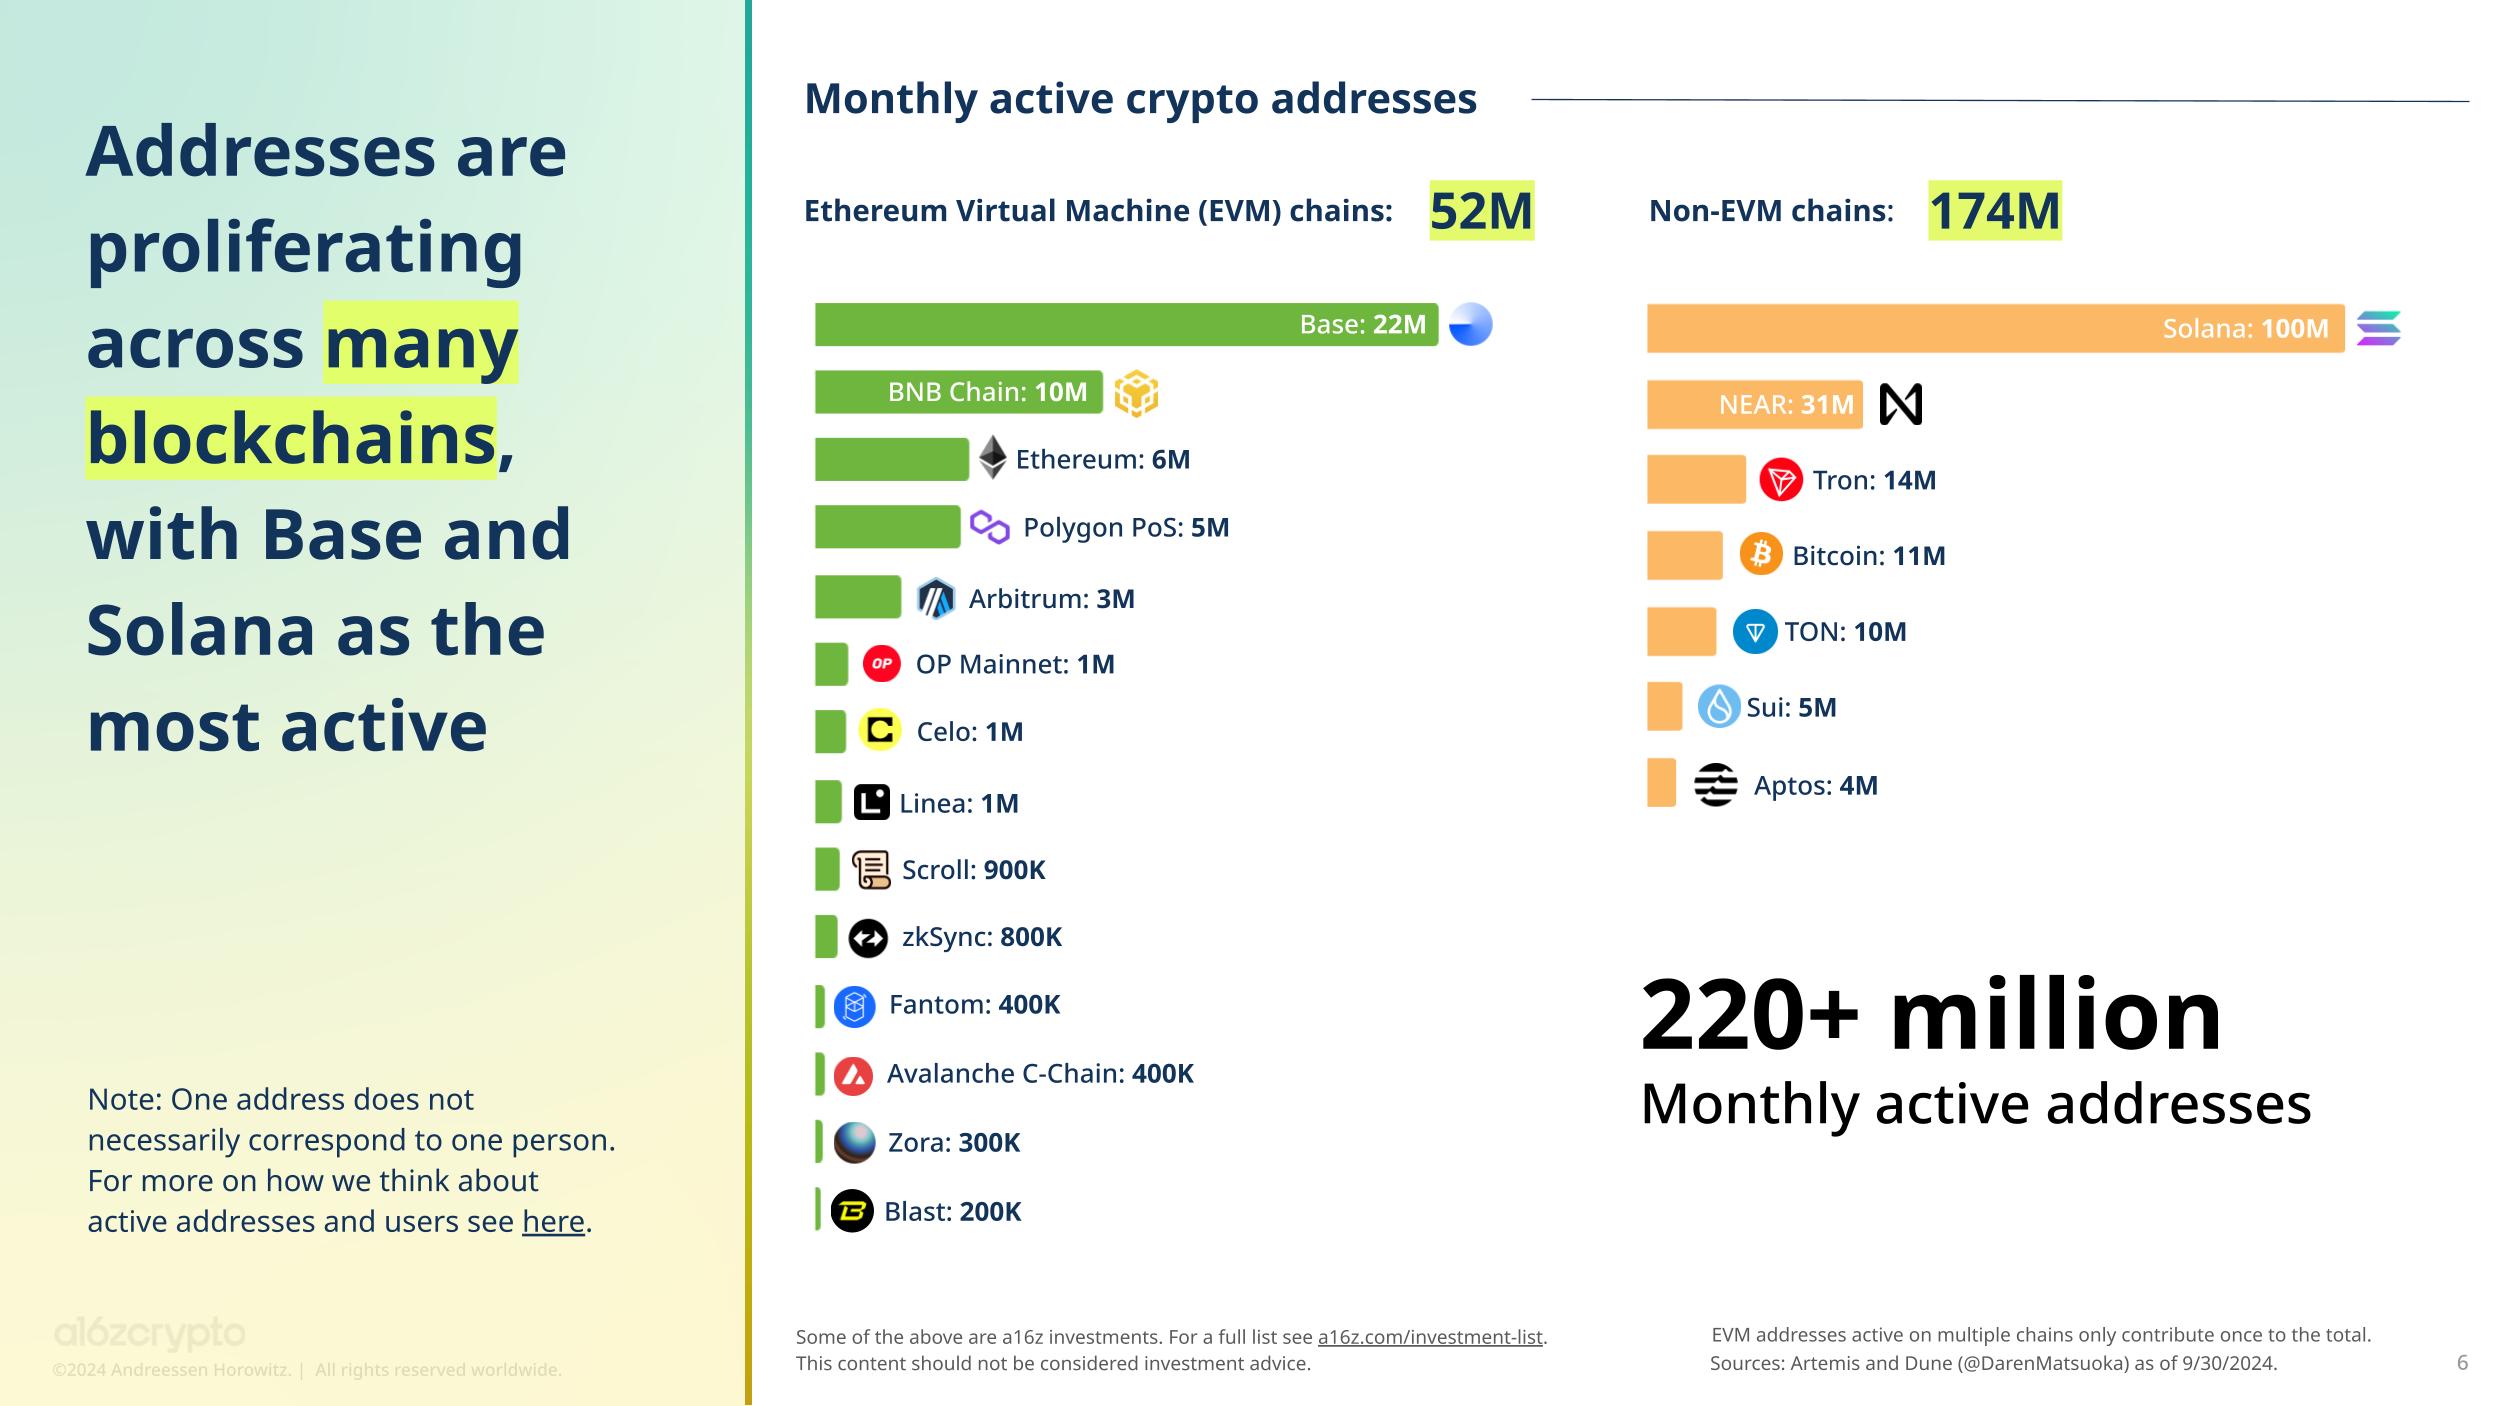 Addresses are
proliferating
across many
blockchains,
with Base and
Solana as the
most active
Note: One address does not
necessarily correspond to one person.
For more on how we think about
active addresses and users see here.
a16zcrypto
©2024 Andreessen Horowitz. | All rights reserved worldwide.
Monthly active crypto addresses
Ethereum Virtual Machine (EVM) chains: 52M
Base: 22M
BNB Chain: 10M
Ethereum: 6M
Polygon PoS: 5M
Arbitrum: 3M
OP
OP Mainnet: 1M
Celo: 1M
Linea: 1M
Scroll: 900K
zkSync: 800K
Fantom: 400K
Avalanche C-Chain: 400K
Zora: 300K
Blast: 200K
Non-EVM chains: 174M
Solana: 100M
NEAR: 31M
Tron: 14M
Bitcoin: 11M
TON: 10M
Sui: 5M
Aptos: 4M
220+ million
Monthly active addresses
Some of the above are a16z investments. For a full list see a16z.com/investment-list.
This content should not be considered investment advice.
EVM addresses active on multiple chains only contribute once to the total.
Sources: Artemis and Dune (@DarenMatsuoka) as of 9/30/2024.
6